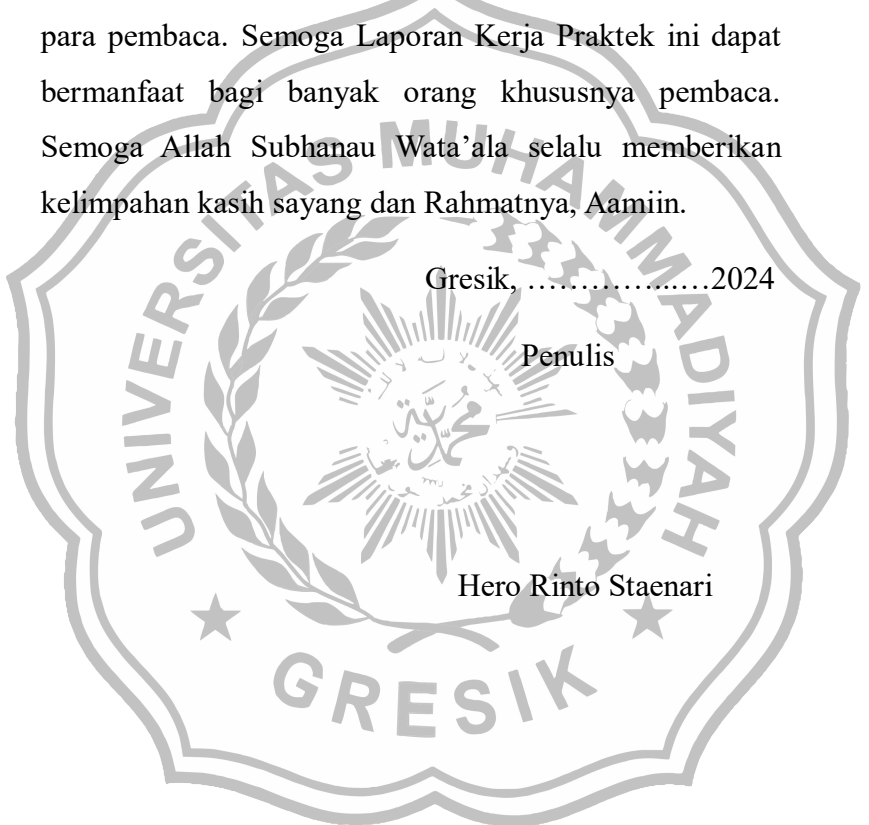 para pembaca. Semoga Laporan Kerja Praktek ini dapat
bermanfaat bagi banyak orang khususnya pembaca.
Semoga Allah Subhanau Wata’ala selalu memberikan
kelimpahan kasih sayang dan Rahmatnya, Aamiin.
Gresik, …………..…2024
Penulis
Hero Rinto Staenari
UNIVERSITAS MUHAMMADIYAH
GRESIK
محمدية